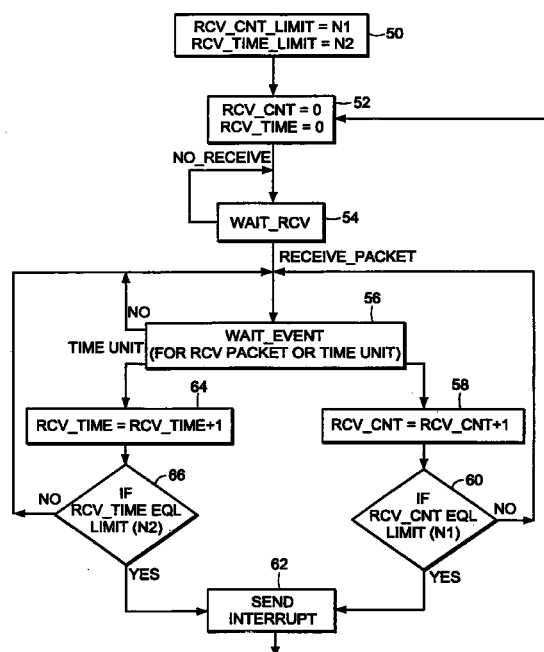 RCV_CNT_LIMIT = N1
RCV_TIME_LIMIT = N2
50
RCV_CNT = 0
RCV_TIME = 0
52
NO_RECEIVE
WAIT_RCV
54
RECEIVE_PACKET
NO
56
WAIT_EVENT
(FOR RCV PACKET OR TIME UNIT)
TIME UNIT
64
RCV_TIME = RCV_TIME+1
58
RCV_CNT = RCV_CNT+1
66
IF
RCV_TIME EQL
LIMIT (N2)
NO
YES
60
IF
RCV_CNT EQL
LIMIT (N1)
NO
YES
62
SEND
INTERRUPT